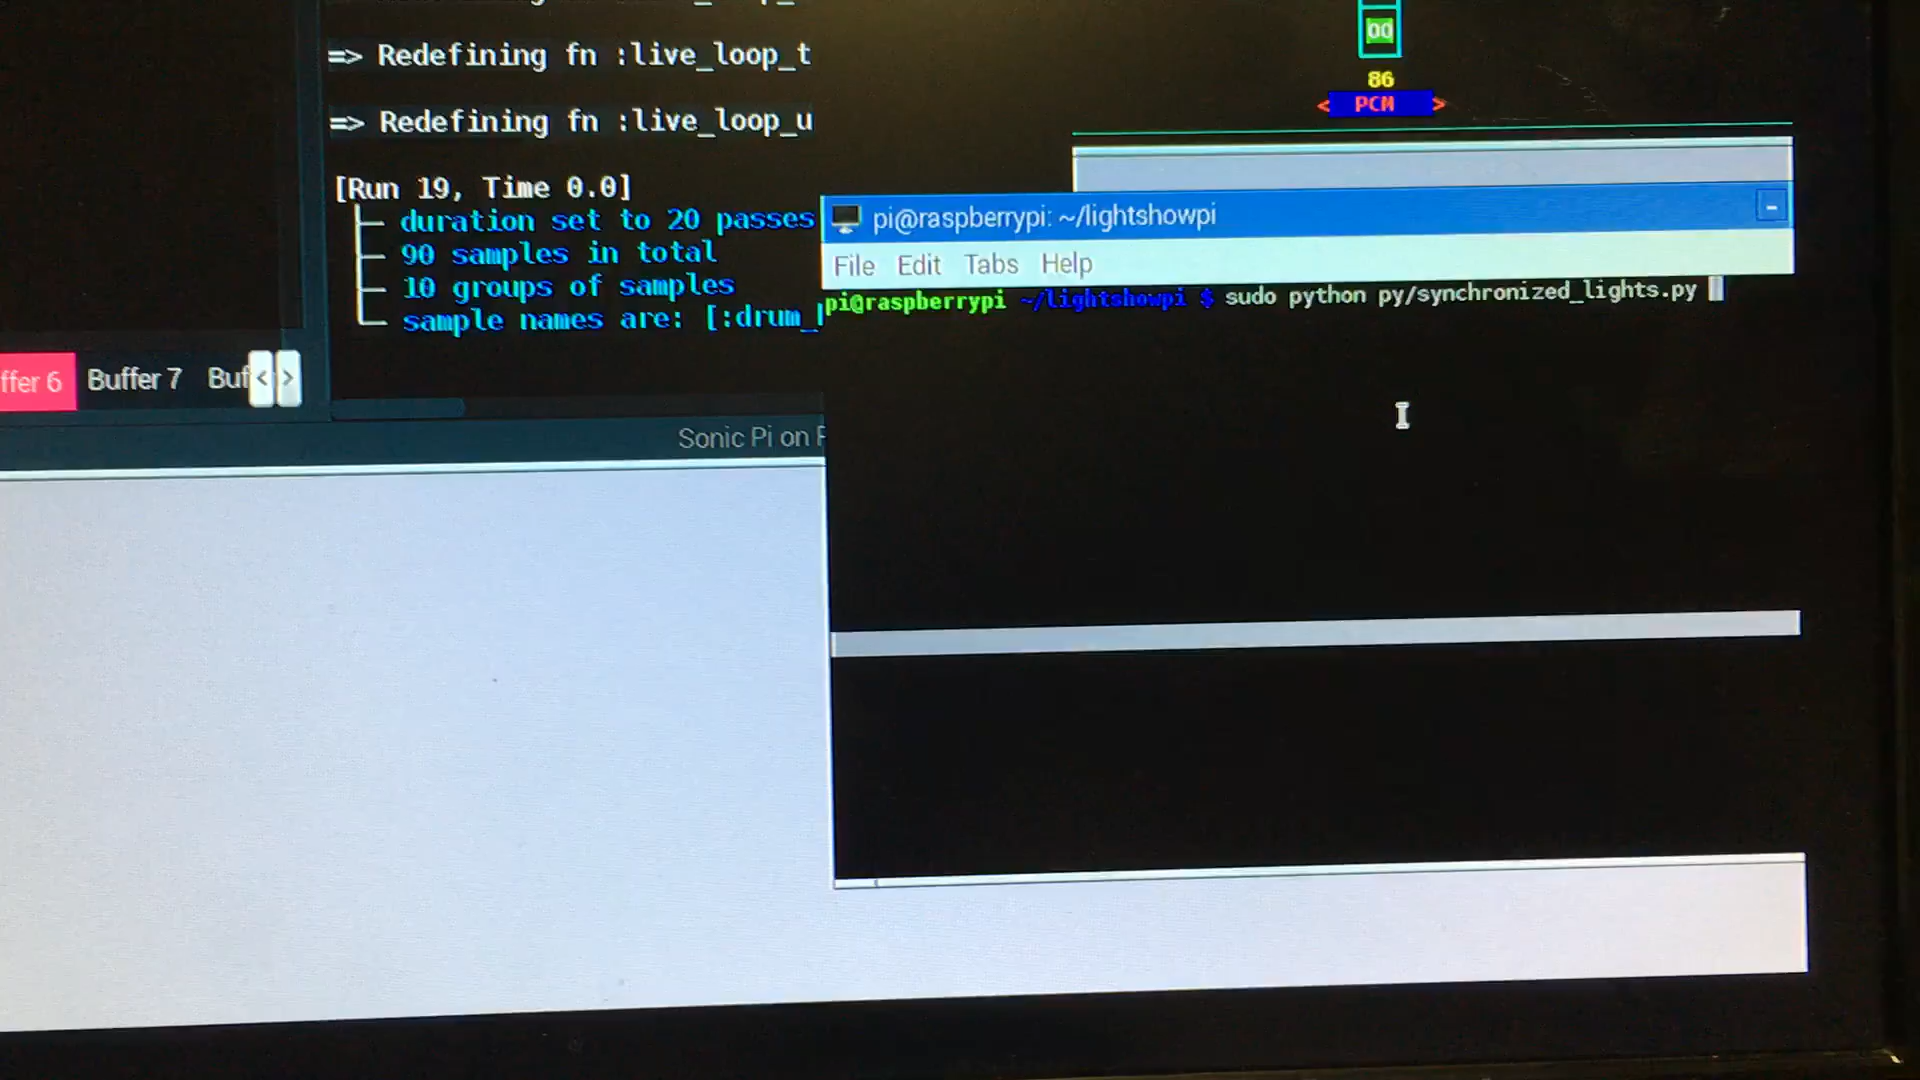 => Redefining fn :live_loop_t
=> Redefining fn :live_loop_u
[Run 19, Time 0.0]
duration set to 20 passes
90 samples in total
10 groups of samples
sample names are: [:drum_
ffer 6 Buffer 7 Buf < >
Sonic Pi on
00
86
< PCM >
pi@raspberrypi: ~/lightshowpi
File Edit Tabs Help
pi@raspberrypi ~/lightshowpi $ sudo python py/synchronized_lights.py